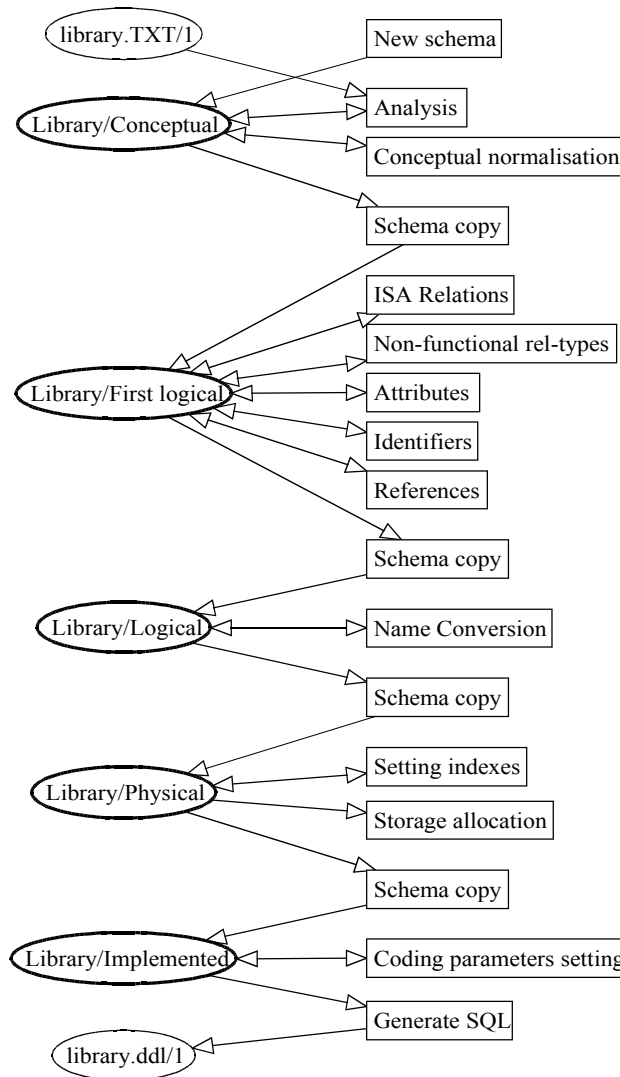 library.TXT/1
New schema
Analysis
Library/Conceptual
Conceptual normalisation
Schema copy
ISA Relations
Non-functional rel-types
Library/First logical
Attributes
Identifiers
References
Schema copy
Library/Logical
Name Conversion
Schema copy
Setting indexes
Library/Physical
Storage allocation
Schema copy
Library/Implemented
Coding parameters setting
Generate SQL
library.ddl/1